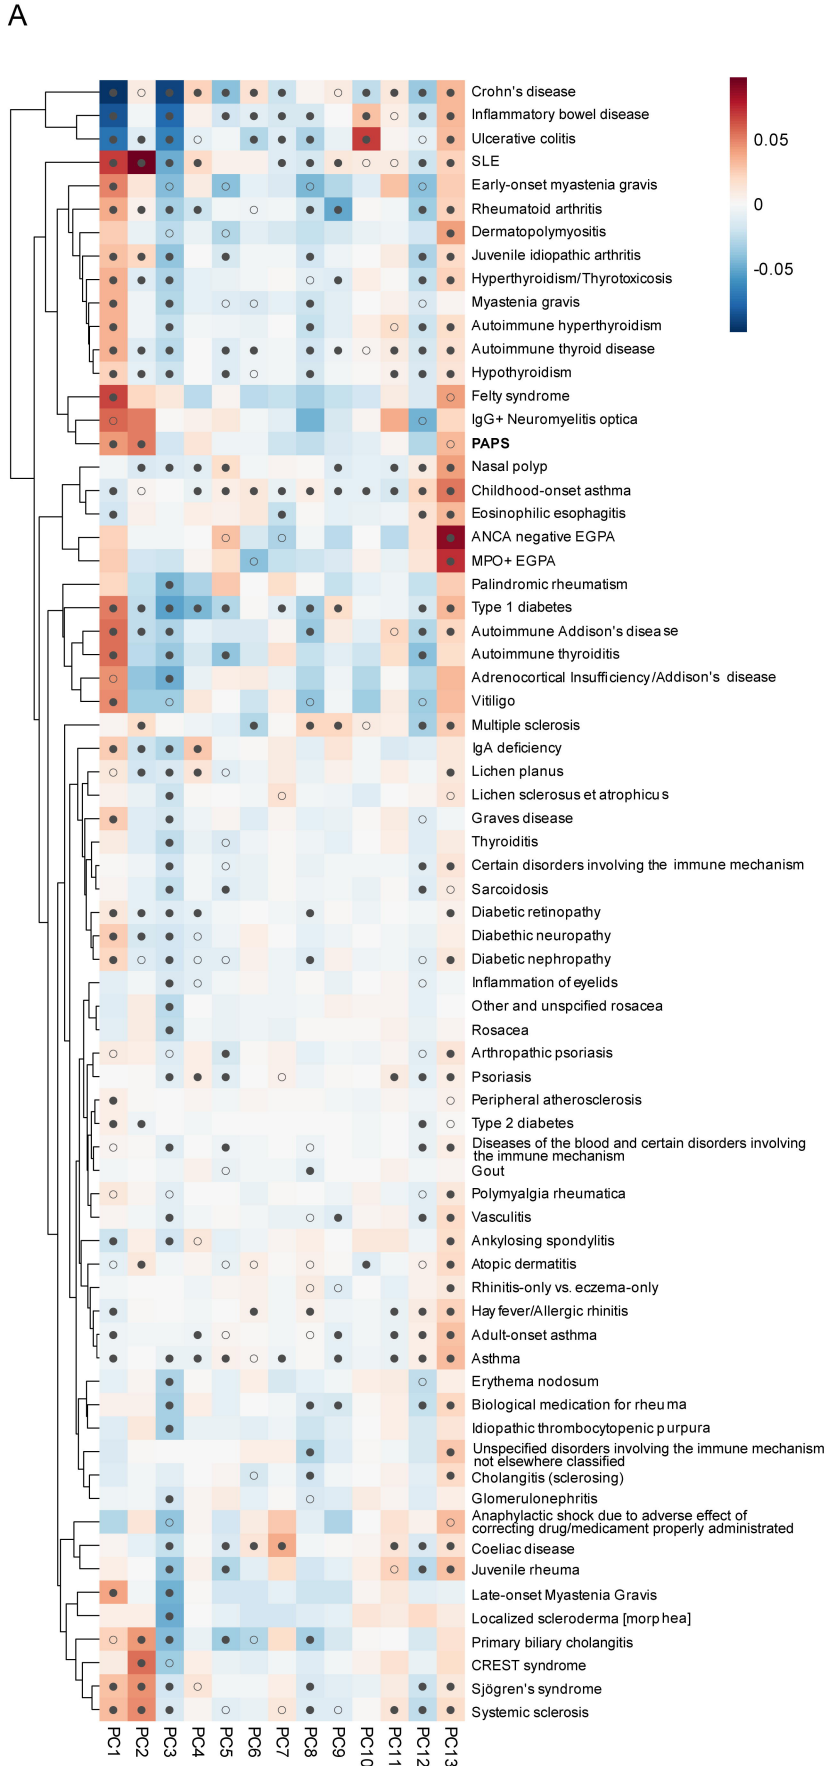 A
Crohn's disease
Inflammatory bowel disease
Ulcerative colitis
SLE
Early-onset myastenia gravis
Rheumatoid arthritis
Dermatopolymyositis
Juvenile idiopathic arthritis
Hyperthyroidism/Thyrotoxicosis
Myastenia gravis
Autoimmune hyperthyroidism
Autoimmune thyroid disease
Hypothyroidism
Felty syndrome
IgG+ Neuromyelitis optica
PAPS
Nasal polyp
Childhood-onset asthma
Eosinophilic esophagitis
ANCA negative EGPA
MPO+ EGPA
Palindromic rheumatism
Type 1 diabetes
Autoimmune Addison's disease
Autoimmune thyroiditis
Adrenocortical Insufficiency/Addison's disease
Vitiligo
Multiple sclerosis
IgA deficiency
Lichen planus
Lichen sclerosus et atrophicus
Graves disease
Thyroiditis
Certain disorders involving the immune mechanism
Sarcoidosis
Diabetic retinopathy
Diabethic neuropathy
Diabetic nephropathy
Inflammation of eyelids
Other and unspcified rosacea
Rosacea
Arthropathic psoriasis
Psoriasis
Peripheral atherosclerosis
Type 2 diabetes
Diseases of the blood and certain disorders involving
the immune mechanism
Gout
Polymyalgia rheumatica
Vasculitis
Ankylosing spondylitis
Atopic dermatitis
Rhinitis-only vs. eczema-only
Hay fever/Allergic rhinitis
Adult-onset asthma
Asthma
Erythema nodosum
Biological medication for rheuma
Idiopathic thrombocytopenic purpura
Unspecified disorders involving the immune mechanism
not elsewhere classified
Cholangitis (sclerosing)
Glomerulonephritis
Anaphylactic shock due to adverse effect of
correcting drug/medicament properly administrated
Coeliac disease
Juvenile rheuma
Late-onset Myastenia Gravis
Localized scleroderma [morphea]
Primary biliary cholangitis
CREST syndrome
Sjögren's syndrome
Systemic sclerosis
PC1
PC2
PC3
PC4
PC5
PC6
PC7
PC8
PC9
PC10
PC11
PC12
PC13
0.05
0
-0.05